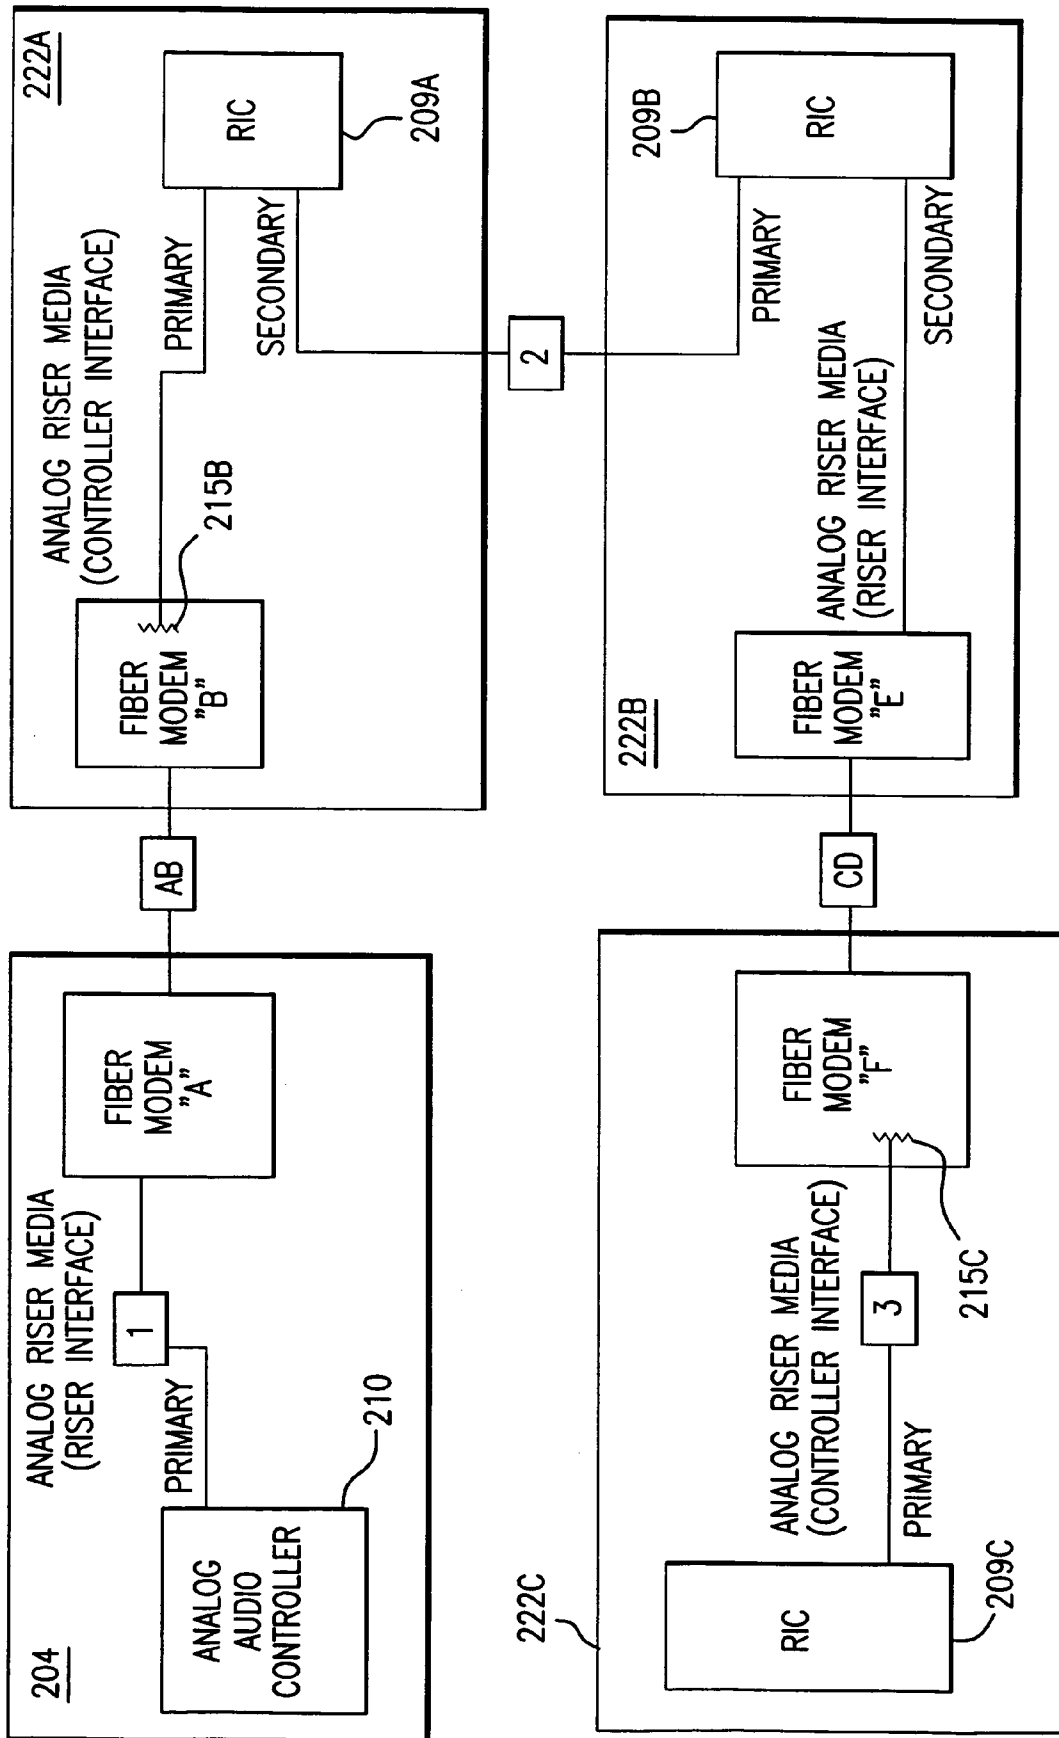 204
ANALOG RISER MEDIA
(RISER INTERFACE)
PRIMARY
1
ANALOG
AUDIO
CONTROLLER
210
FIBER
MODEM
"A"
AB
222A
ANALOG RISER MEDIA
(CONTROLLER INTERFACE)
FIBER
MODEM
"B"
215B
PRIMARY
SECONDARY
RIC
209A
2
222C
RIC
209C
ANALOG RISER MEDIA
(CONTROLLER INTERFACE)
PRIMARY
3
215C
FIBER
MODEM
"F"
CD
222B
FIBER
MODEM
"E"
ANALOG RISER MEDIA
(RISER INTERFACE)
PRIMARY
SECONDARY
209B
RIC